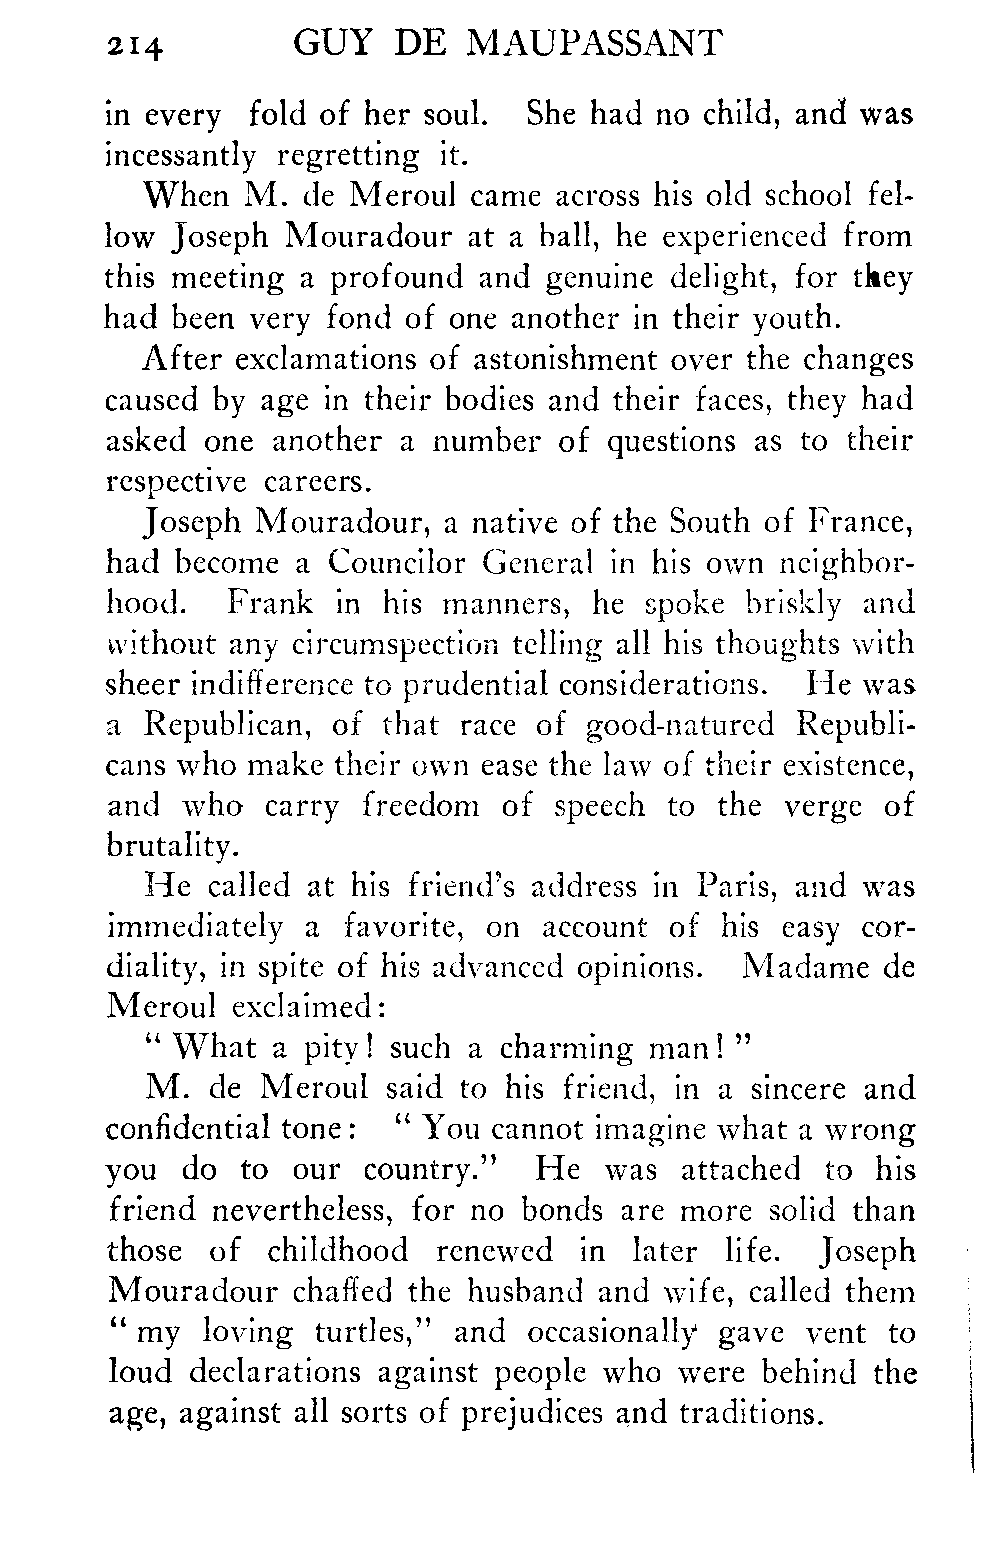 214 GUY DE MAUPASSANT
in every fold of her soul. She had no child, and was
incessantly regretting it.
When M. de Meroul came across his old school fel-
low Joseph Mouradour at a ball, he experienced from
this meeting a profound and genuine delight, for they
had been very fond of one another in their youth.
After exclamations of astonishment over the changes
caused by age in their bodies and their faces, they had
asked one another a number of questions as to their
respective careers.
Joseph Mouradour, a native of the South of France,
had become a Councilor General in his own neighbor-
hood. Frank in his manners, he spoke briskly and
without any circumspection telling all his thoughts with
sheer indifference to prudential considerations. He was
a Republican, of that race of good-natured Republi-
cans who make their own ease the law of their existence,
and who carry freedom of speech to the verge of
brutality.
He called at his friend's address in Paris, and was
immediately a favorite, on account of his easy cor-
diality, in spite of his advanced opinions. Madame de
Meroul exclaimed:
" What a pity! such a charming man! "
M. de Meroul said to his friend, in a sincere and
confidential tone: " You cannot imagine what a wrong
you do to our country." He was attached to his
friend nevertheless, for no bonds are more solid than
those of childhood renewed in later life. Joseph
Mouradour chaffed the husband and wife, called them
" my loving turtles," and occasionally gave vent to
loud declarations against people who were behind the
age, against all sorts of prejudices and traditions.